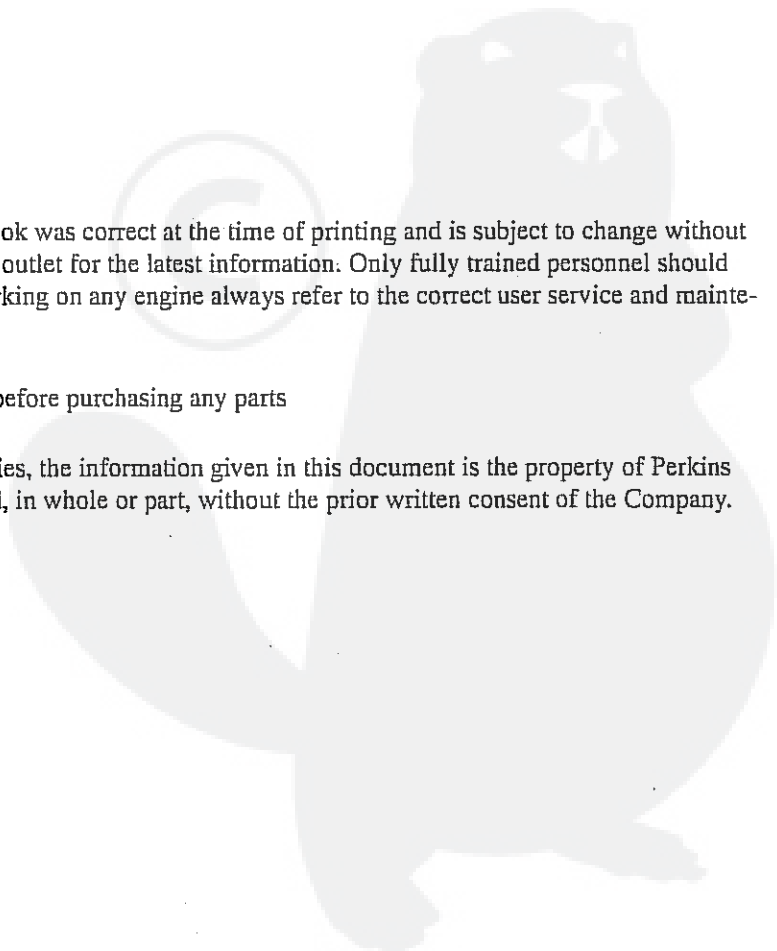 ok was correct at the time of printing and is subject to change without
outlet for the latest information. Only fully trained personnel should
rking on any engine always refer to the correct user service and mainte-
before purchasing any parts
ies, the information given in this document is the property of Perkins
, in whole or part, without the prior written consent of the Company.
©